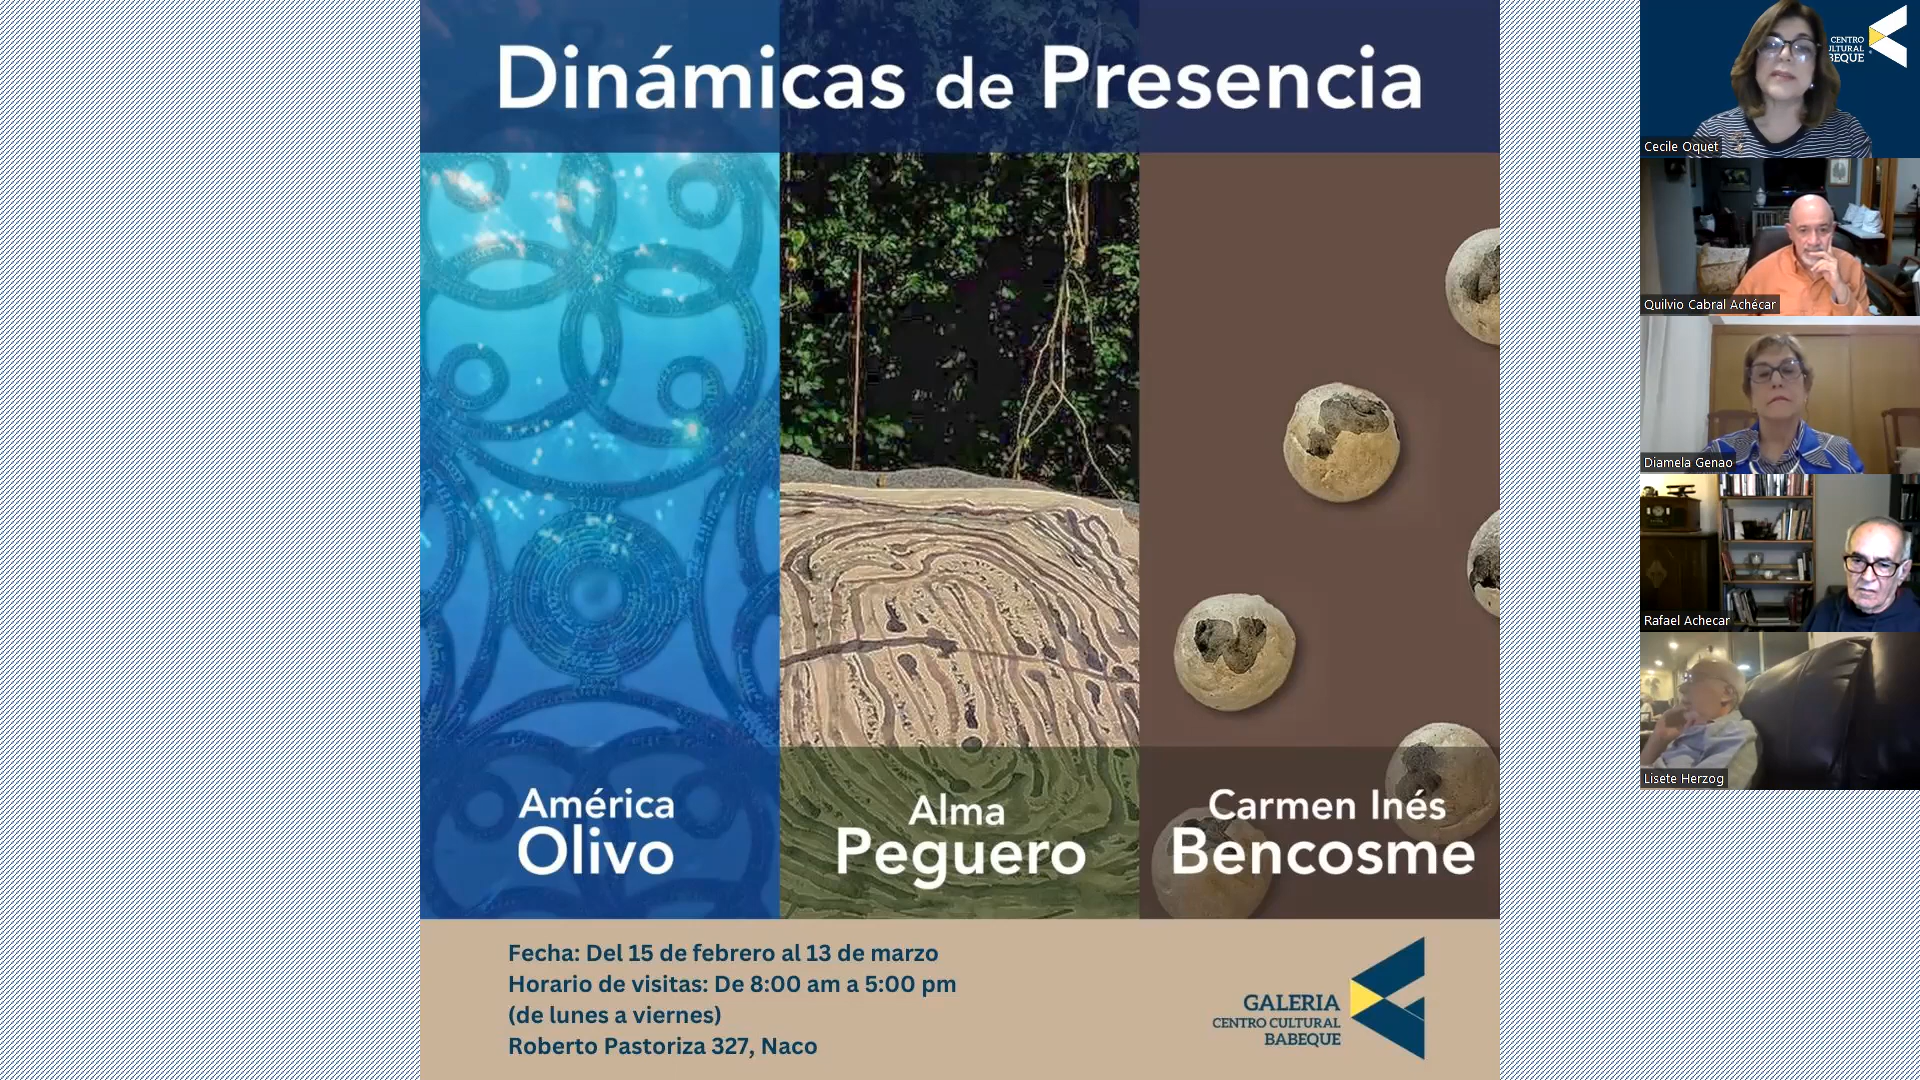 Dinámicas de Presencia
América
Olivo
Alma
Peguero
Carmen Inés
Bencosme
Fecha: Del 15 de febrero al 13 de marzo
Horario de visitas: De 8:00 am a 5:00 pm
(de lunes a viernes)
Roberto Pastoriza 327, Naco
GALERIA
CENTRO CULTURAL
BABEQUE
CENTRO
Cecile Oquet
Quilvio Cabral Achécar
Diamela Genao
Rafael Achecar
Lisete Herzog